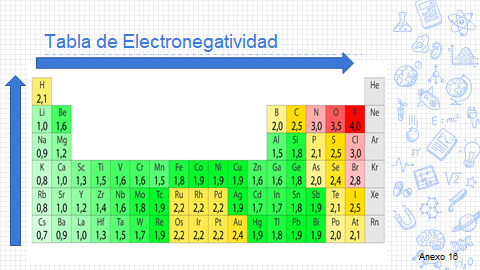 Tabla de Electronegatividad
H He
2,1
Li Be B C N O F Ne
1,0 1,6 2,0 2,5 3,0 3,5 4,0
Na Mg Al Si P S Cl Ar
0,9 1,2 1,5 1,8 2,1 2,5 3,0
K Ca Sc Ti V Cr Mn Fe Co Ni Cu Zn Ga Ge As Se Br Kr
0,8 1,0 1,3 1,5 1,6 1,6 1,5 1,8 1,9 1,9 1,9 1,6 1,6 1,8 2,0 2,4 2,8
Rb Sr Y Zr Nb Mo Tc Ru Rh Pd Ag Cd In Sn Sb Te I Xe
0,8 1,0 1,2 1,4 1,6 1,8 1,9 2,2 2,2 2,2 1,9 1,7 1,7 1,8 1,9 2,1 2,5
Cs Ba La Hf Ta W Re Os Ir Pt Au Hg Tl Pb Bi Po At Rn
0,7 0,9 1,0 1,3 1,5 1,7 1,9 2,2 2,2 2,2 2,4 1,9 1,8 1,9 1,9 2,0 2,1
E=mc²
√x
Anexo 16